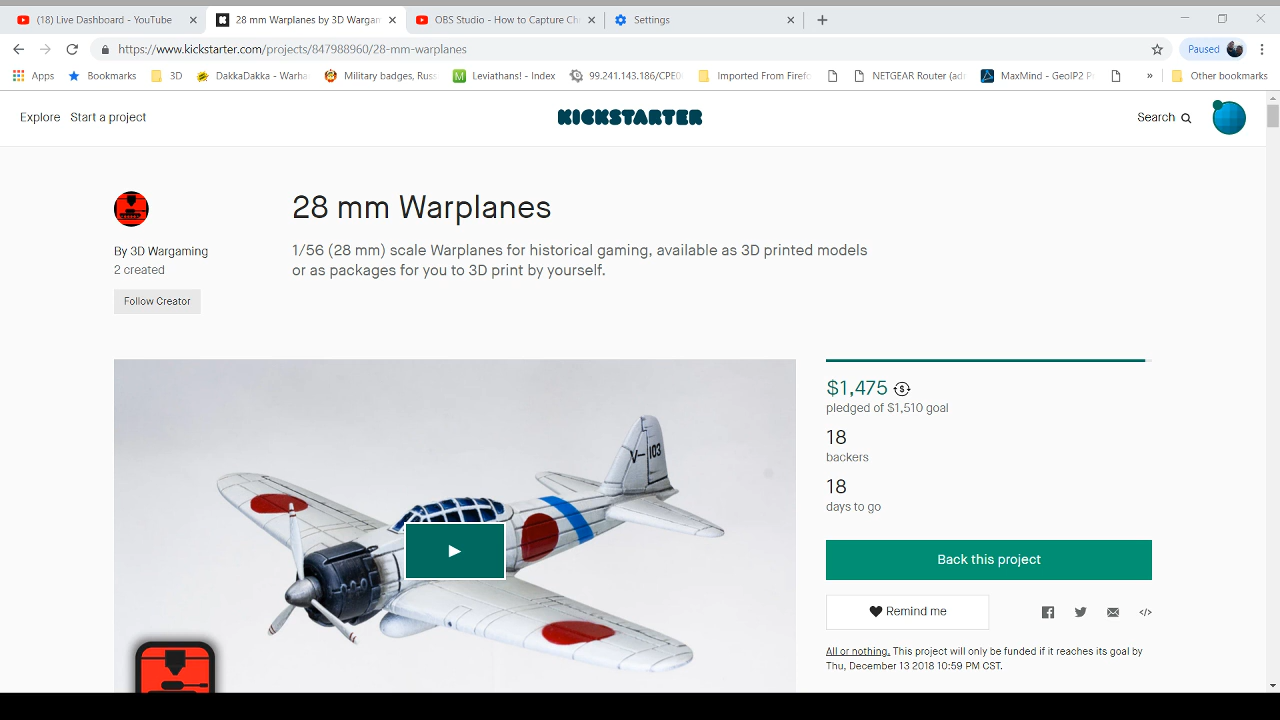 (18) Live Dashboard - YouTube
28 mm Warplanes by 3D Wargan
OBS Studio - How to Capture Ch
Settings
https://www.kickstarter.com/projects/847988960/28-mm-warplanes
Paused
Apps
Bookmarks
3D
DakkaDakka - Warha
Military badges, Russ
Leviathans! - Index
99.241.143.186/CPE0
Imported From Firefo
NETGEAR Router (ad
MaxMind - GeoIP2 P
»
Other bookmarks
Explore
Start a project
KICKSTARTER
Search
28 mm Warplanes
By 3D Wargaming
2 created
1/56 (28 mm) scale Warplanes for historical gaming, available as 3D printed models
or as packages for you to 3D print by yourself.
Follow Creator
V-103
$1,475
pledged of $1,510 goal
18
backers
18
days to go
Back this project
Remind me
</>
All or nothing. This project will only be funded if it reaches its goal by
Thu, December 13 2018 10:59 PM CST.